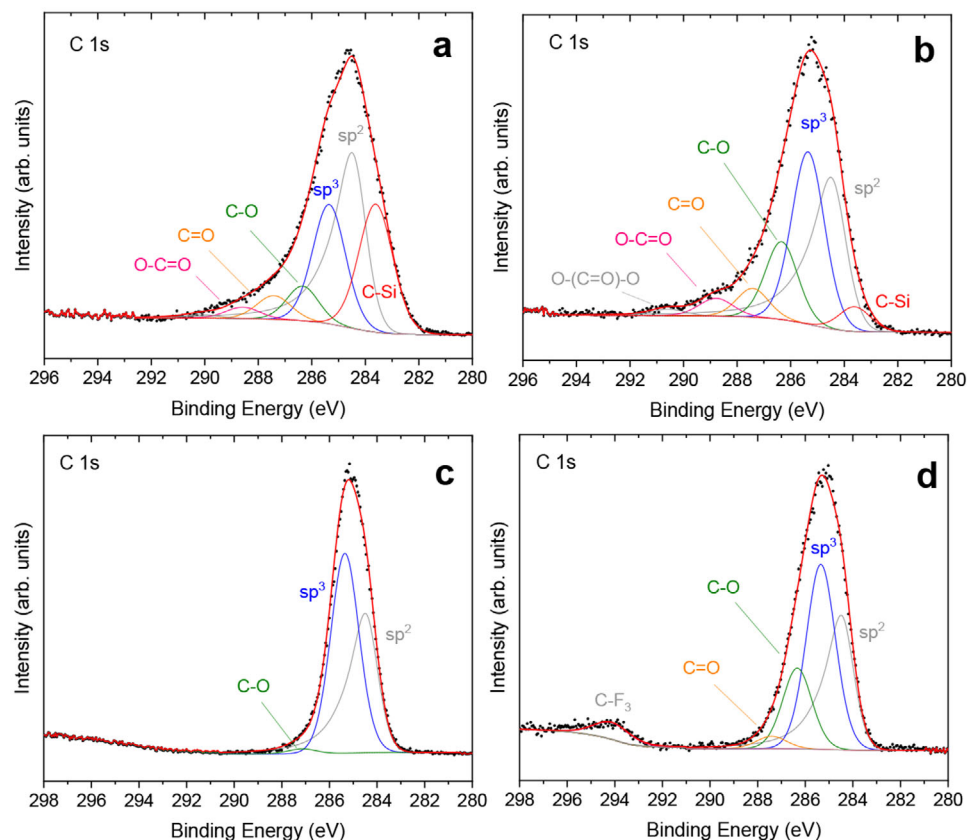 C 1s
a
sp²
sp³
C-O
C=O
O-C=O
C-Si
Intensity (arb. units)
296 294 292 290 288 286 284 282 280
Binding Energy (eV)
C 1s
b
sp³
C-O
sp²
C=O
O-C=O
O-(C=O)-O
C-Si
Intensity (arb. units)
296 294 292 290 288 286 284 282 280
Binding Energy (eV)
C 1s
c
sp³
sp²
C-O
Intensity (arb. units)
298 296 294 292 290 288 286 284 282 280
Binding Energy (eV)
C 1s
d
sp³
C-O
sp²
C=O
C-F₃
Intensity (arb. units)
298 296 294 292 290 288 286 284 282 280
Binding Energy (eV)